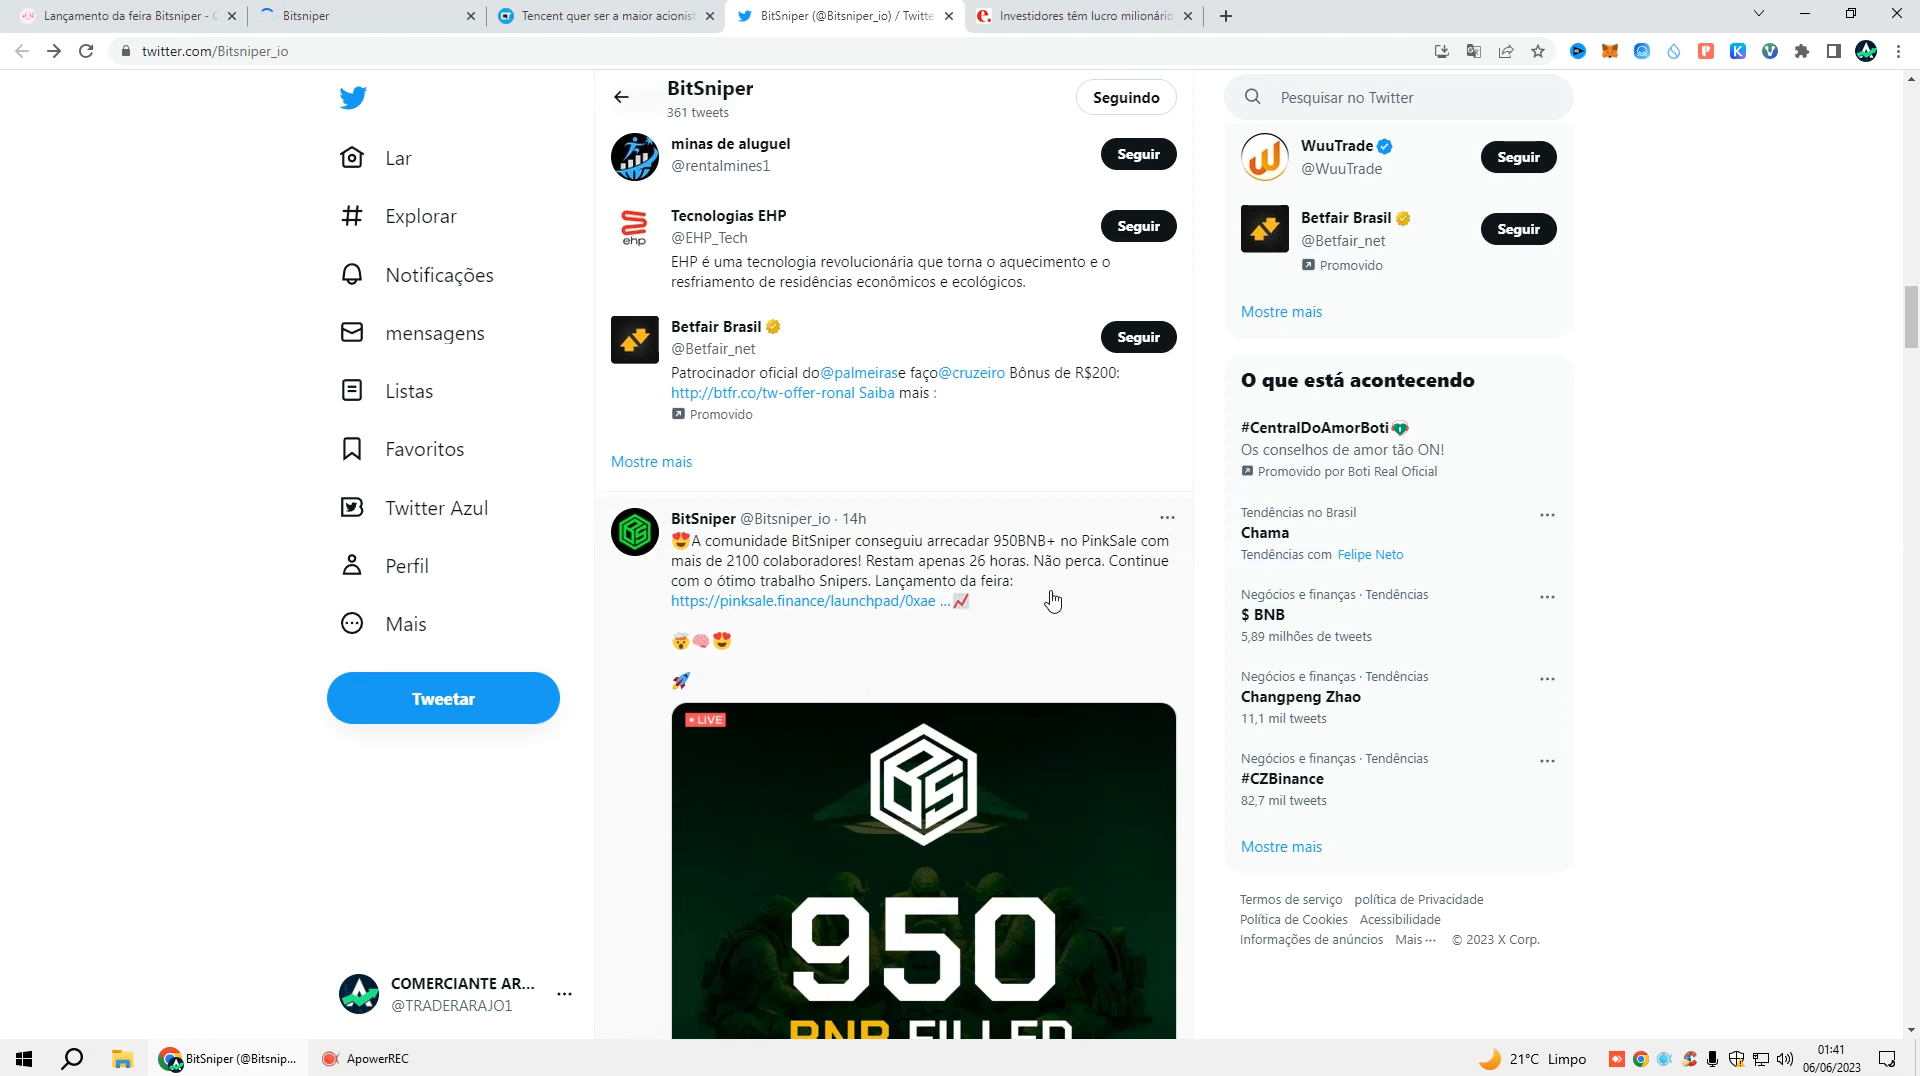 Lançamento da feira Bitsniper - C
Bitsniper
Tencent quer ser a maior acionist
BitSniper (@Bitsniper_io) / Twitte
Investidores têm lucro milionário
twitter.com/Bitsniper_io
Lar
Explorar
Notificações
mensagens
Listas
Favoritos
Twitter Azul
Perfil
Mais
Tweetar
COMERCIANTE AR...
@TRADERARAJO1
BitSniper
361 tweets
Seguindo
minas de aluguel
@rentalmines1
Seguir
ehp
Tecnologias EHP
@EHP_Tech
Seguir
EHP é uma tecnologia revolucionária que torna o aquecimento e o
resfriamento de residências econômicos e ecológicos.
Betfair Brasil
@Betfair_net
Seguir
Patrocinador oficial do@palmeirase faço@cruzeiro Bônus de R$200:
http://btfr.co/tw-offer-ronal Saiba mais :
Promovido
Mostre mais
BitSniper @Bitsniper_io · 14h
😍A comunidade BitSniper conseguiu arrecadar 950BNB+ no PinkSale com
mais de 2100 colaboradores! Restam apenas 26 horas. Não perca. Continue
com o ótimo trabalho Snipers. Lançamento da feira:
https://pinksale.finance/launchpad/0xae ...📈
🤯🧠😍
🚀
• LIVE
950
BNB FILLED
Pesquisar no Twitter
WuuTrade
@WuuTrade
Seguir
Betfair Brasil
@Betfair_net
Seguir
Promovido
Mostre mais
O que está acontecendo
#CentralDoAmorBoti
Os conselhos de amor tão ON!
Promovido por Boti Real Oficial
Tendências no Brasil
Chama
Tendências com Felipe Neto
Negócios e finanças · Tendências
$ BNB
5,89 milhões de tweets
Negócios e finanças · Tendências
Changpeng Zhao
11,1 mil tweets
Negócios e finanças · Tendências
#CZBinance
82,7 mil tweets
Mostre mais
Termos de serviço política de Privacidade
Política de Cookies Acessibilidade
Informações de anúncios Mais ··· © 2023 X Corp.
BitSniper (@Bitsnip...
ApowerREC
21°C Limpo
01:41
06/06/2023